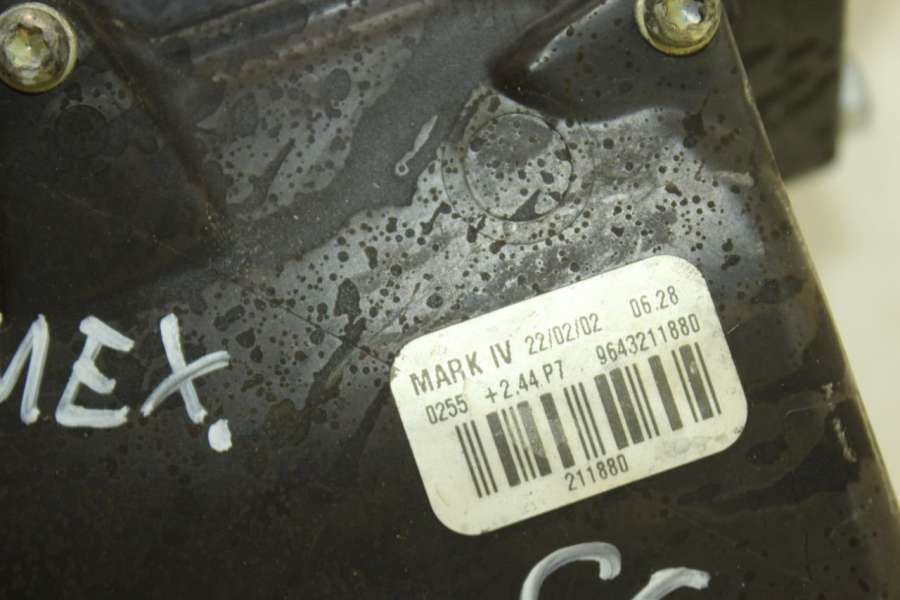 MARK IV 22/02/02 06.28
0255 +2.44.P7 9643211880
211880
MEX.